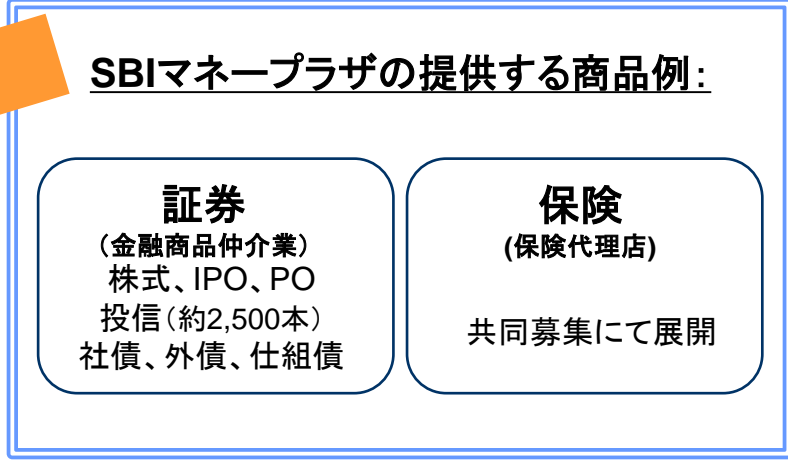 SBIマネープラザの提供する商品例：
証券
（金融商品仲介業）
株式、IPO、PO
投信（約2,500本）
社債、外債、仕組債
保険
(保険代理店)
共同募集にて展開